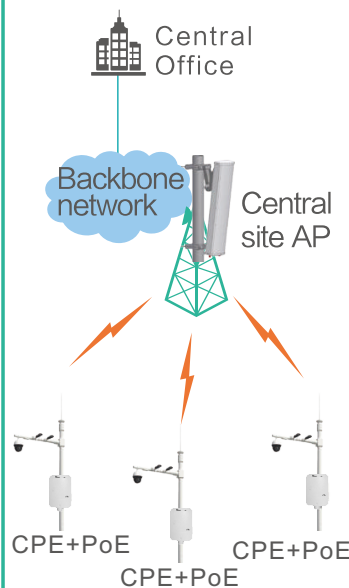 Central
Office
Backbone
network
Central
site AP
CPE+PoE
CPE+PoE
CPE+PoE